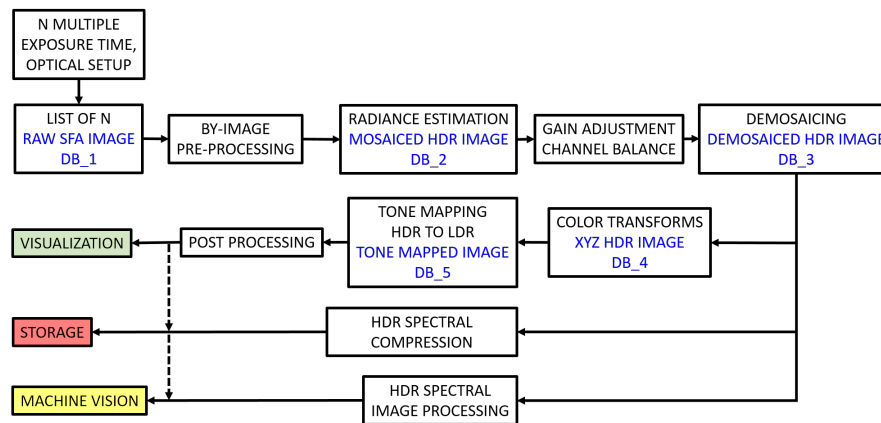 N MULTIPLE
EXPOSURE TIME,
OPTICAL SETUP
LIST OF N
RAW SFA IMAGE
DB_1
BY-IMAGE
PRE-PROCESSING
RADIANCE ESTIMATION
MOSAICED HDR IMAGE
DB_2
GAIN ADJUSTMENT
CHANNEL BALANCE
DEMOSAICING
DEMOSAICED HDR IMAGE
DB_3
VISUALIZATION
POST PROCESSING
TONE MAPPING
HDR TO LDR
TONE MAPPED IMAGE
DB_5
COLOR TRANSFORMS
XYZ HDR IMAGE
DB_4
STORAGE
HDR SPECTRAL
COMPRESSION
MACHINE VISION
HDR SPECTRAL
IMAGE PROCESSING